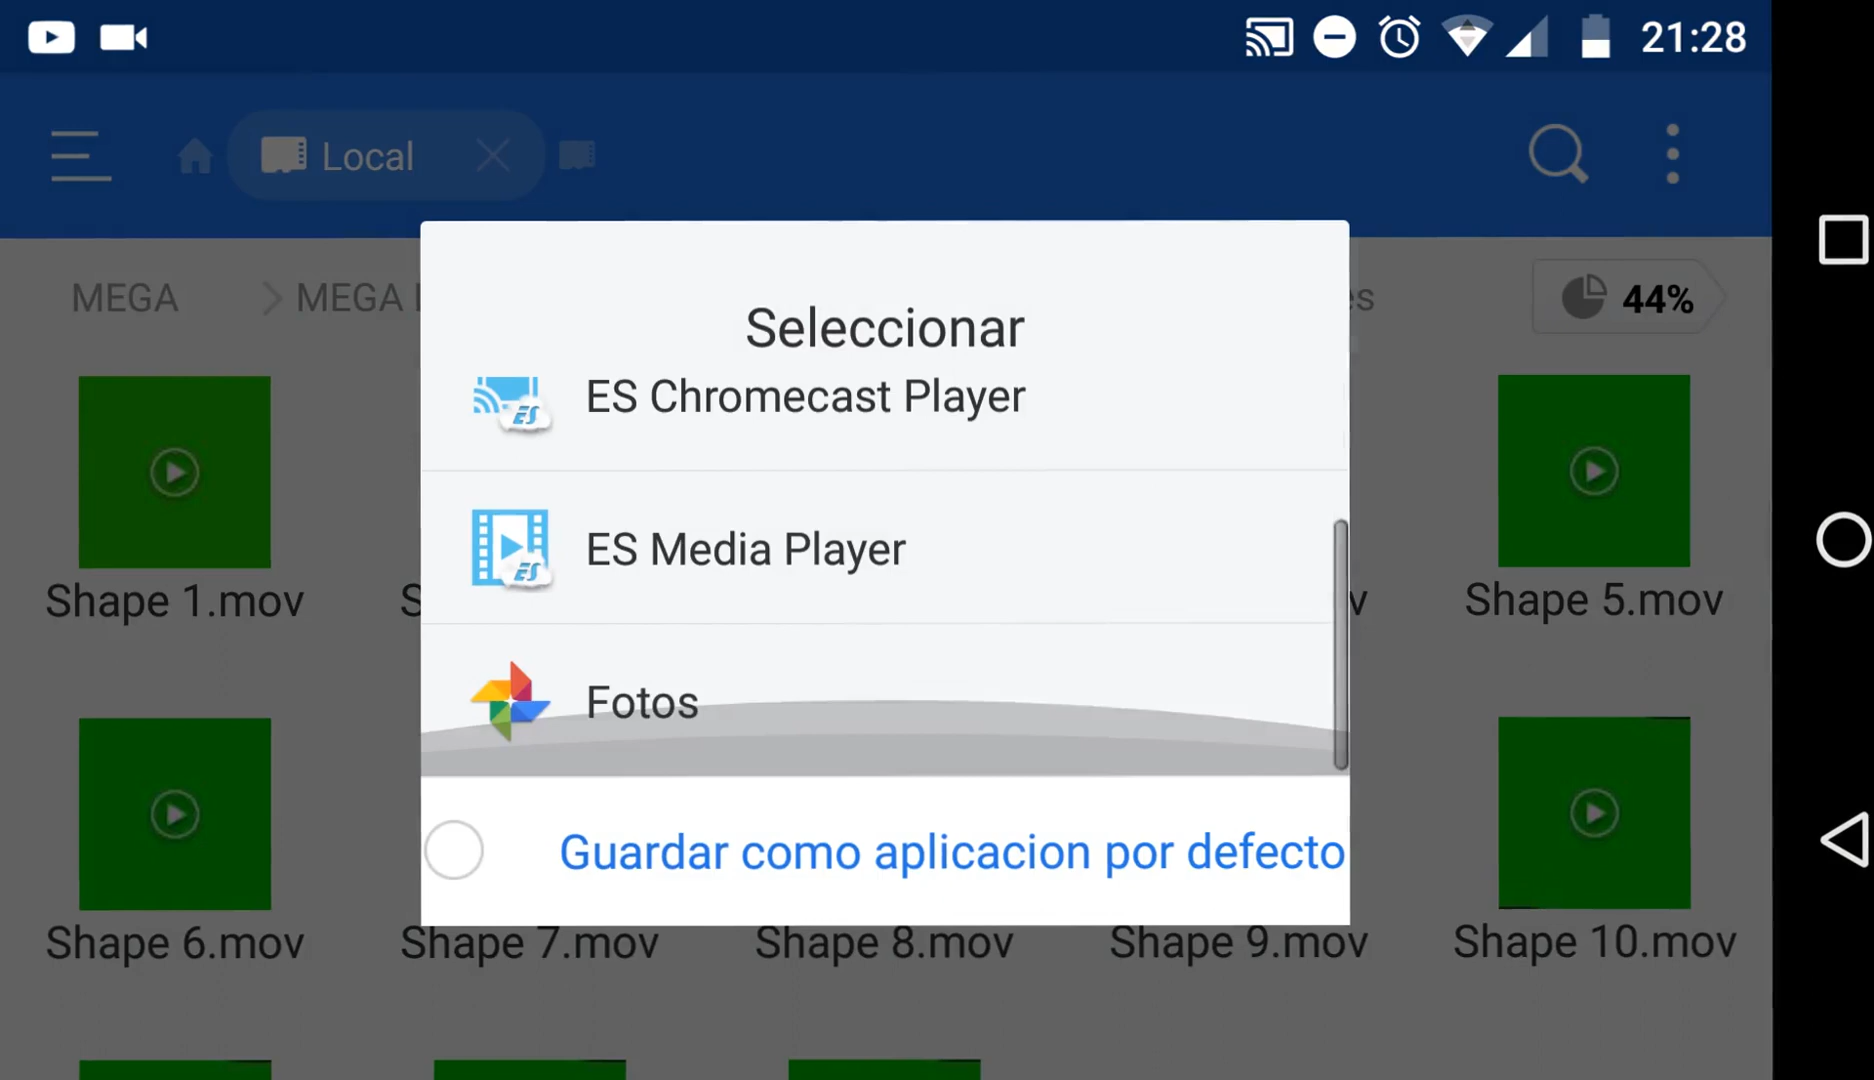 21:28
Local
MEGA
MEGA
44%
Seleccionar
ES Chromecast Player
ES Media Player
Fotos
Guardar como aplicacion por defecto
Shape 1.mov
Shape 5.mov
Shape 6.mov
Shape 7.mov
Shape 8.mov
Shape 9.mov
Shape 10.mov